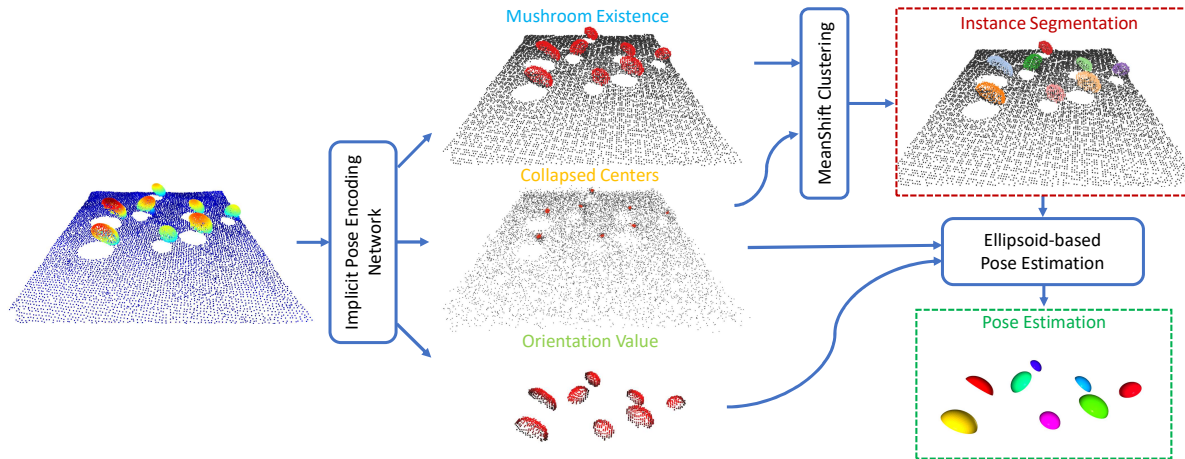 Mushroom Existence
Instance Segmentation
MeanShift Clustering
Collapsed Centers
Implicit Pose Encoding
Network
Ellipsoid-based
Pose Estimation
Orientation Value
Pose Estimation